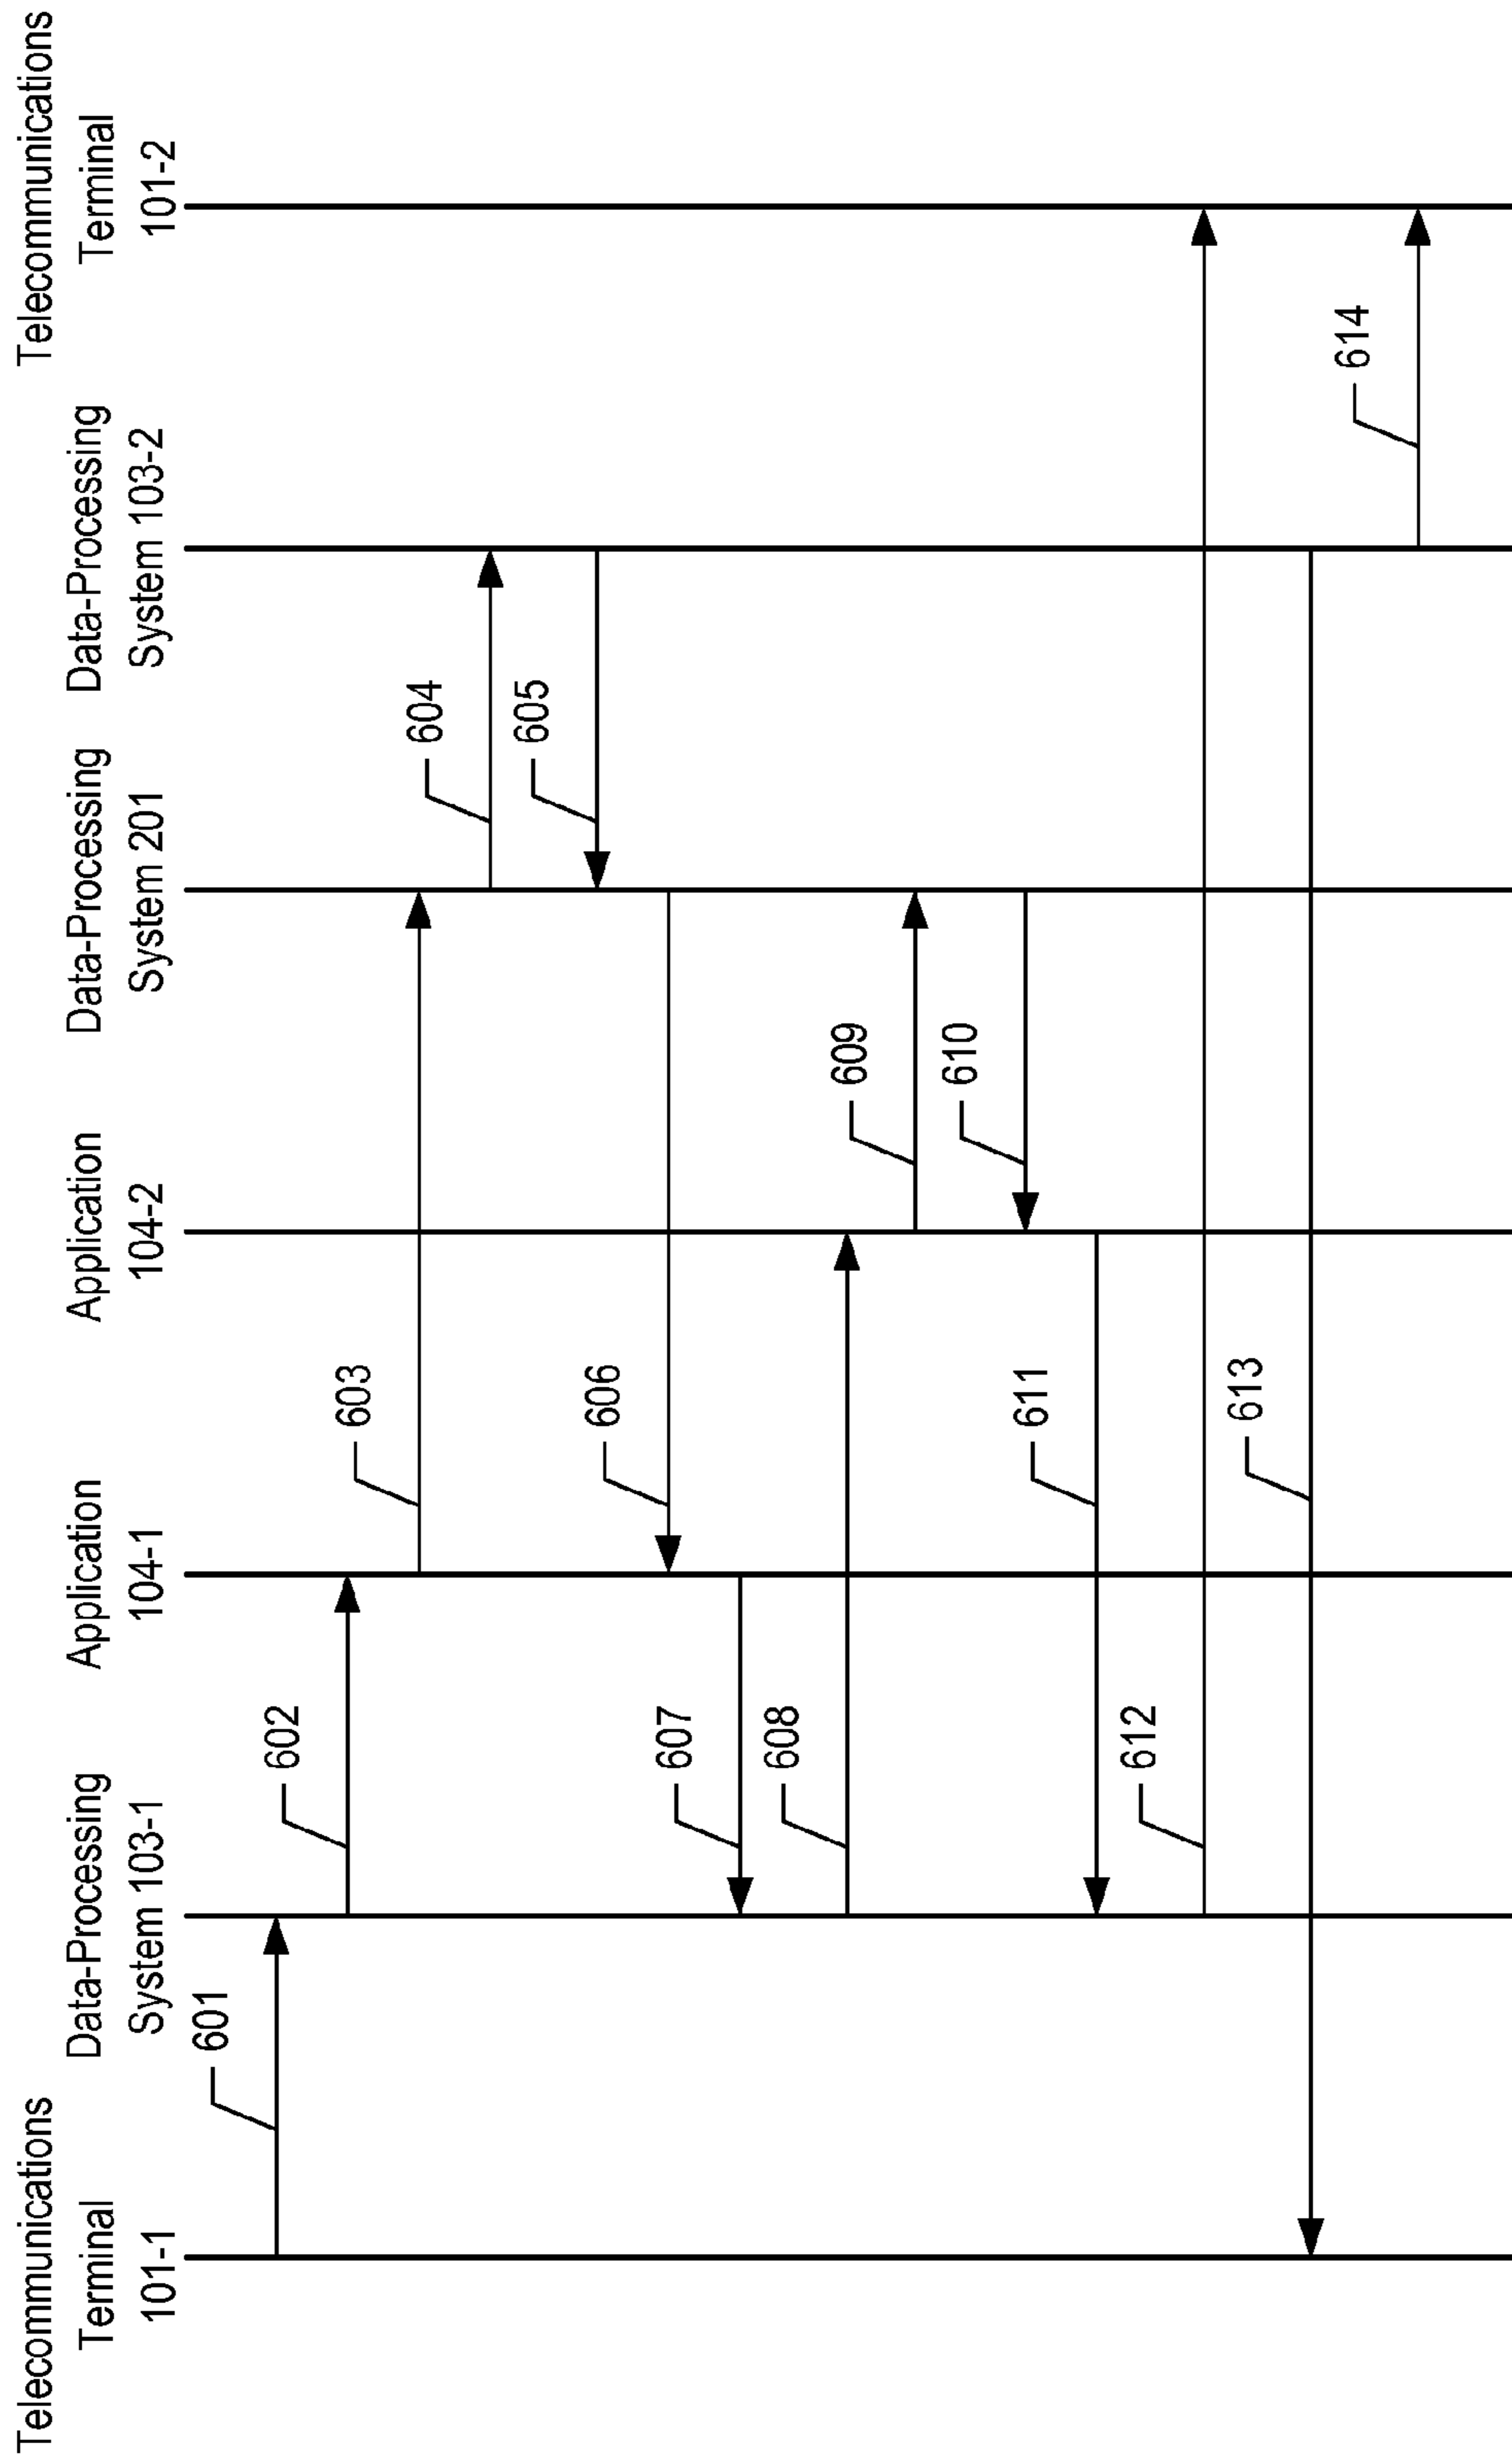 Telecommunications
Terminal
101-1
Data-Processing
System 103-1
Application
104-1
Application
104-2
Data-Processing
System 201
Data-Processing
System 103-2
Telecommunications
Terminal
101-2
601
602
603
604
605
606
607
608
609
610
611
612
613
614